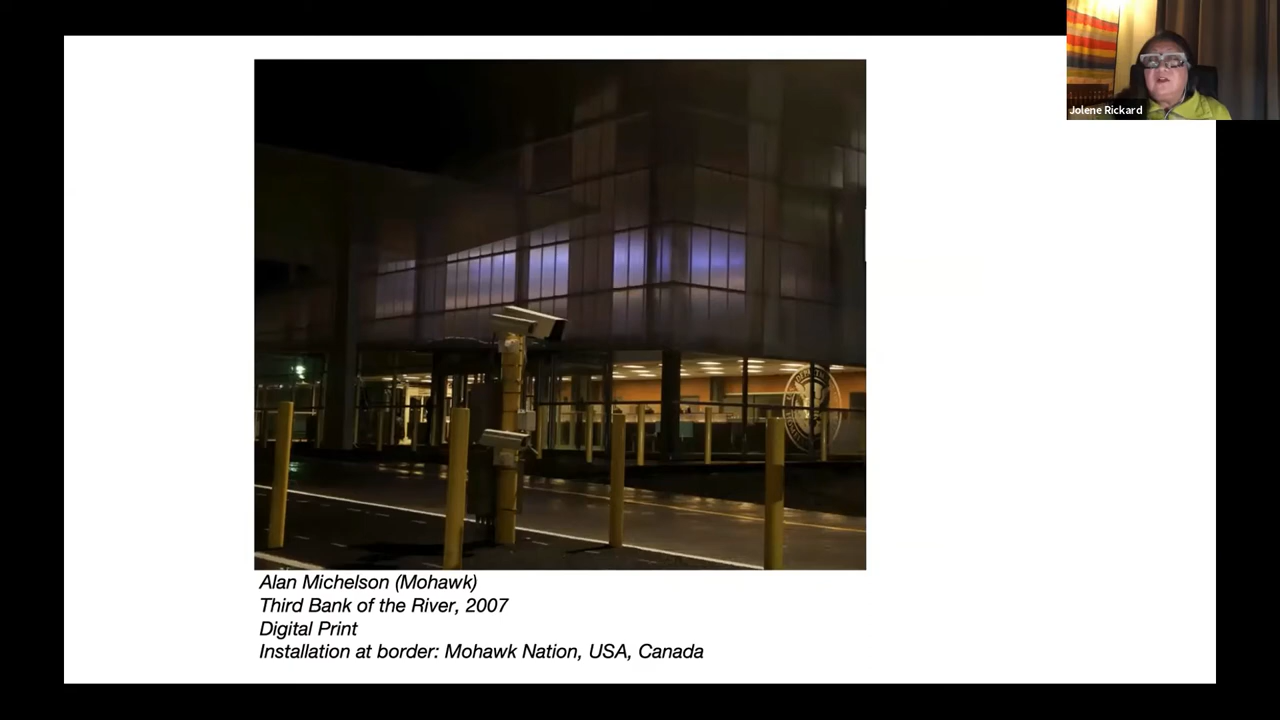 Jolene Rickard
Alan Michelson (Mohawk)
Third Bank of the River, 2007
Digital Print
Installation at border: Mohawk Nation, USA, Canada